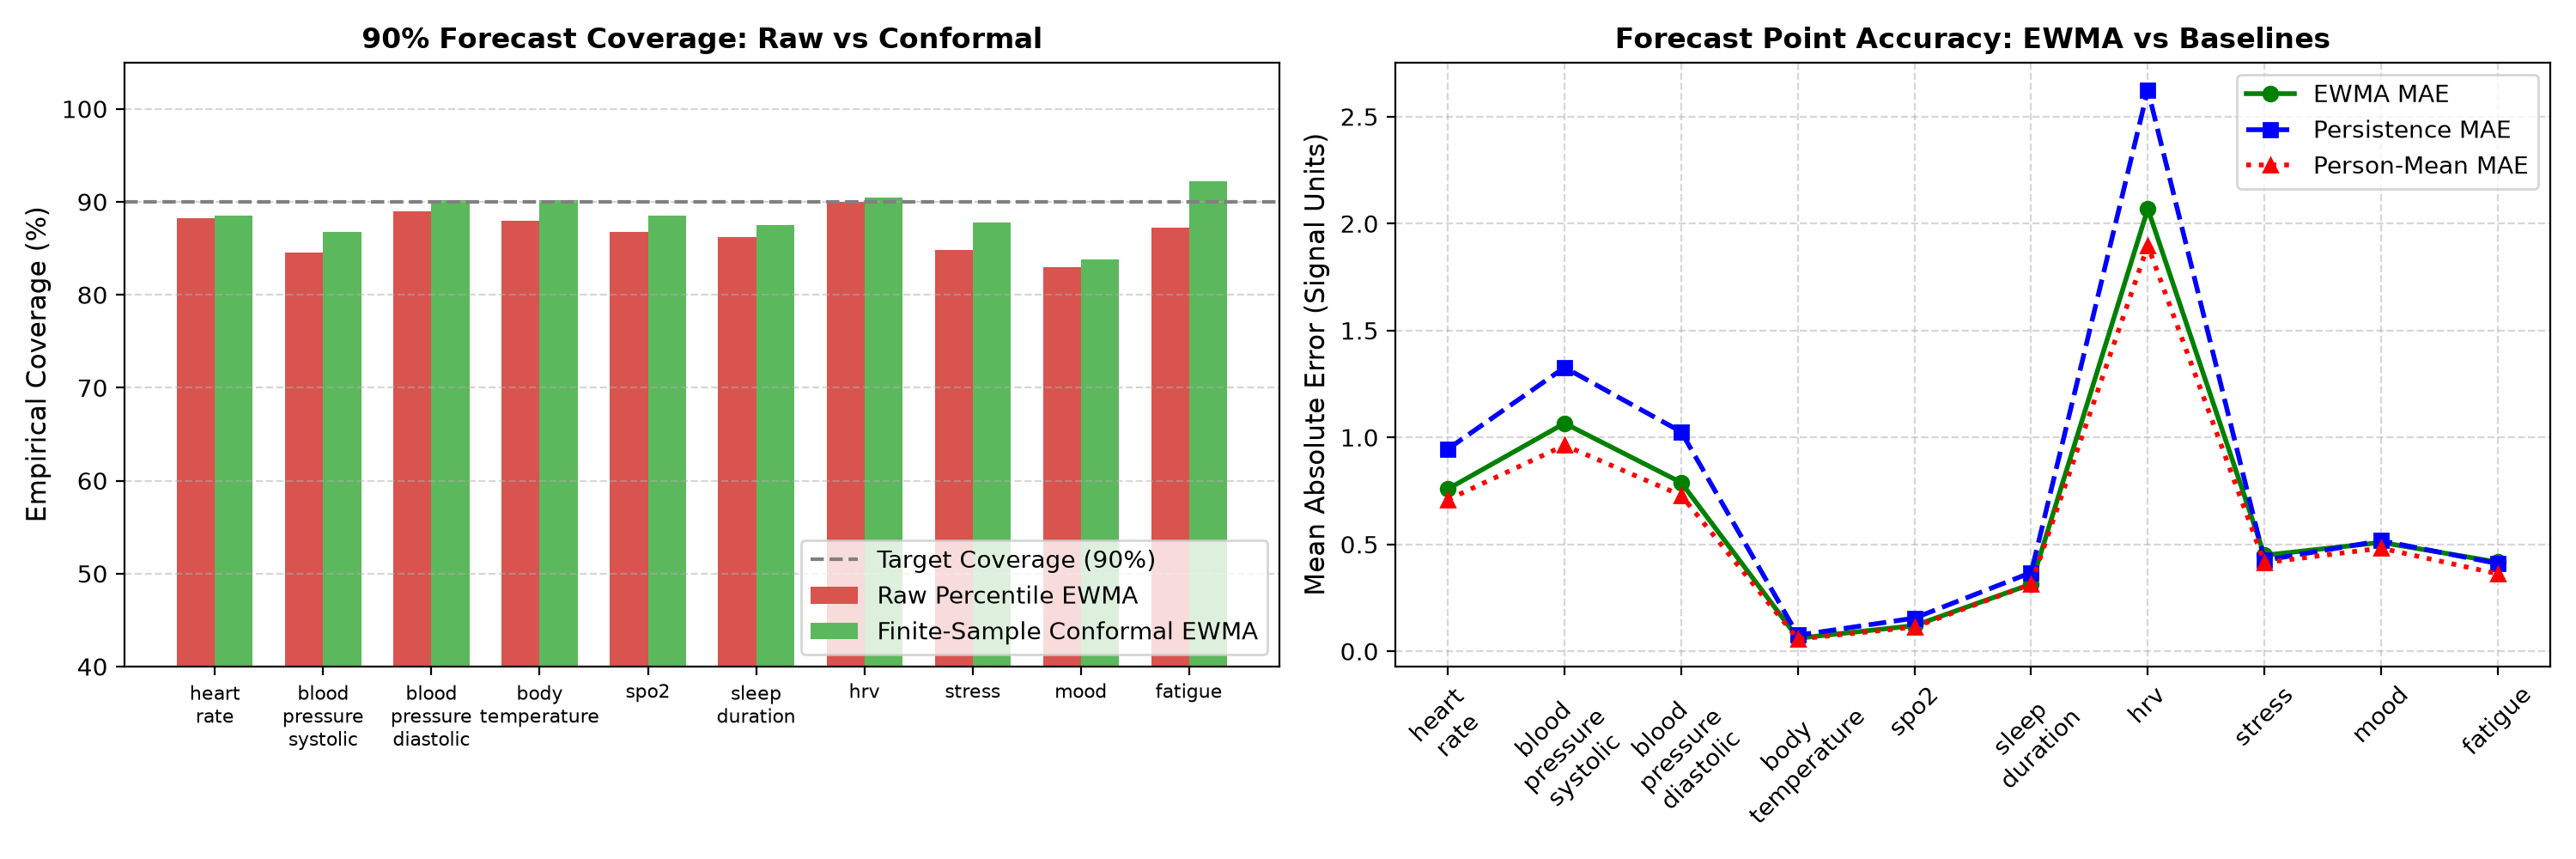 90% Forecast Coverage: Raw vs Conformal
Empirical Coverage (%)
100
90
80
70
60
50
40
Target Coverage (90%)
Raw Percentile EWMA
Finite-Sample Conformal EWMA
heart
rate
blood
pressure
systolic
blood
pressure
diastolic
body
temperature
spo2
sleep
duration
hrv
stress
mood
fatigue
Forecast Point Accuracy: EWMA vs Baselines
Mean Absolute Error (Signal Units)
2.5
2.0
1.5
1.0
0.5
0.0
EWMA MAE
Persistence MAE
Person-Mean MAE
heart
rate
blood
pressure
systolic
blood
pressure
diastolic
body
temperature
spo2
sleep
duration
hrv
stress
mood
fatigue